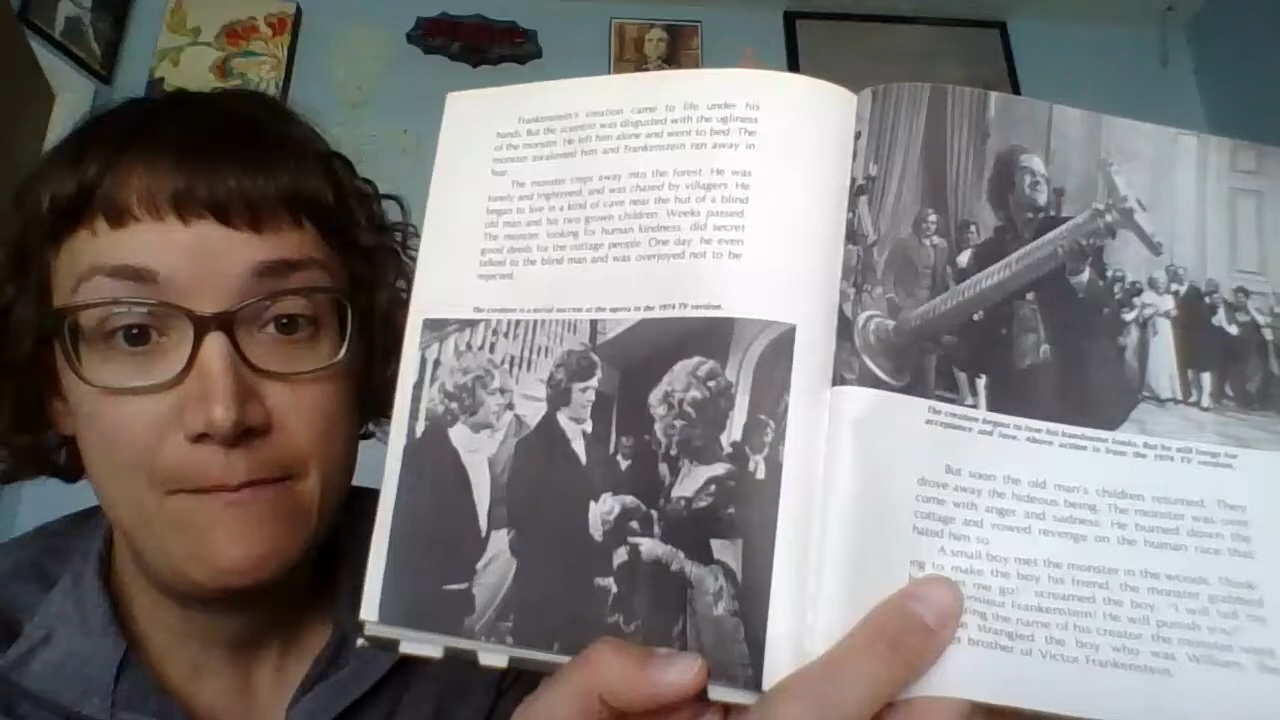 Frankenstein's creation came to life under his
hands. But the scientist was disgusted with the ugliness
of the monster. He left him alone and went to bed. The
monster awakened him and Frankenstein ran away in
fear.
The monster crept away into the forest. He was
lonely and frightened, and was chased by villagers. He
began to live in a kind of cave near the hut of a blind
old man and his two grown children. Weeks passed.
The monster, looking for human kindness, did secret
good deeds for the cottage people. One day, he even
talked to the blind man and was overjoyed not to be
rejected.
The creature is a social success at the opera in the 1974 TV version.
The creature began to lose his handsome looks. But he still longs for
acceptance and love. Above action is from the 1974 TV version.
But soon the old man's children returned. They
drove away the hideous being. The monster was over
come with anger and sadness. He burned down the
cottage and vowed revenge on the human race that
hated him so.
A small boy met the monster in the woods. Think-
ing to make the boy his friend, the monster grabbed
me go!" screamed the boy. "I will tell my
Frankenstein! He will punish you."
ring the name of his creator, the monster went
strangled the boy who was William, the
brother of Victor Frankenstein.